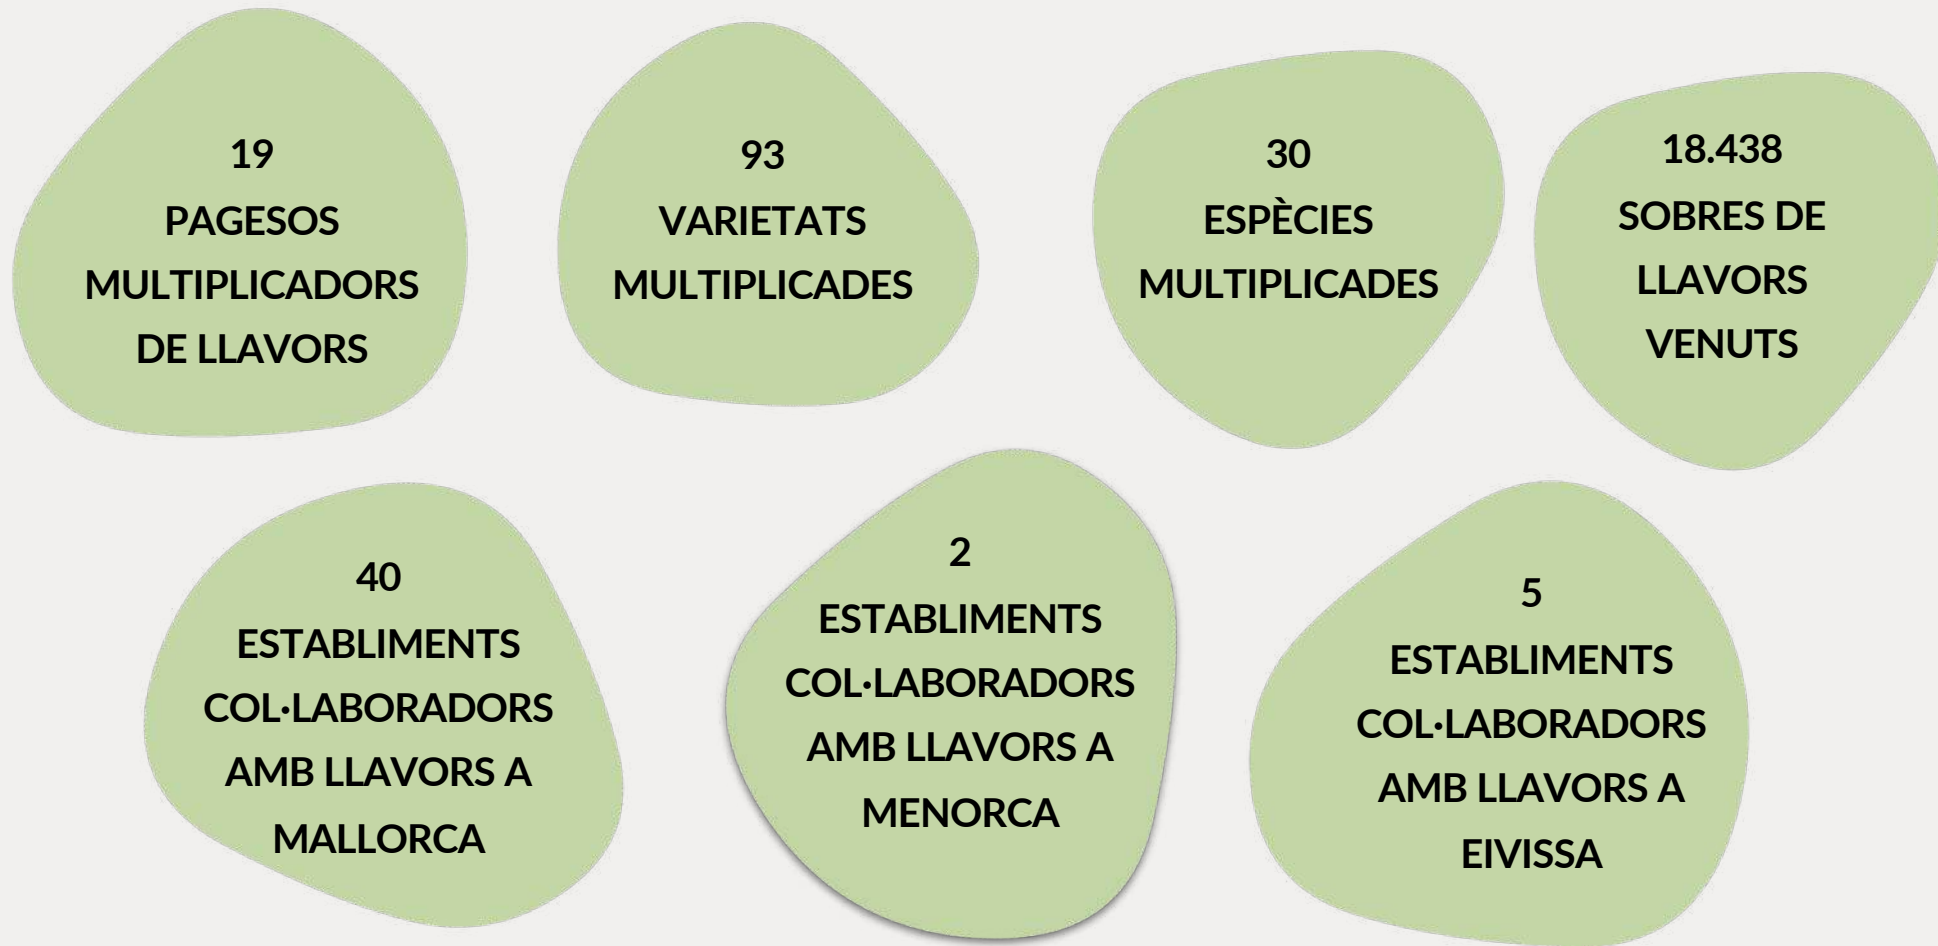 19
PAGESOS
MULTIPLICADORS
DE LLAVORS
93
VARIETATS
MULTIPLICADES
30
ESPÈCIES
MULTIPLICADES
18.438
SOBRES DE
LLAVORS
VENUTS
40
ESTABLIMENTS
COL·LABORADORS
AMB LLAVORS A
MALLORCA
2
ESTABLIMENTS
COL·LABORADORS
AMB LLAVORS A
MENORCA
5
ESTABLIMENTS
COL·LABORADORS
AMB LLAVORS A
EIVISSA